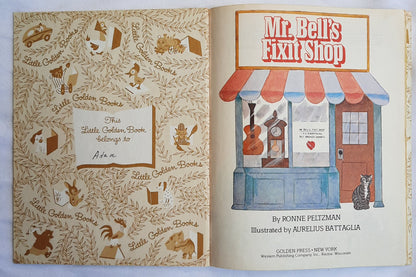 Little Golden Books
Little Golden Books
Little Golden Books
This
Little Golden Book
belongs to
Little Golden Books
Little Golden Books
Little Golden Books
Mr. Bell's
Fixit Shop
by RONNE PELTZMAN
Illustrated by AURELIUS BATTAGLIA
GOLDEN PRESS • NEW YORK
Western Publishing Company, Inc., Racine, Wisconsin